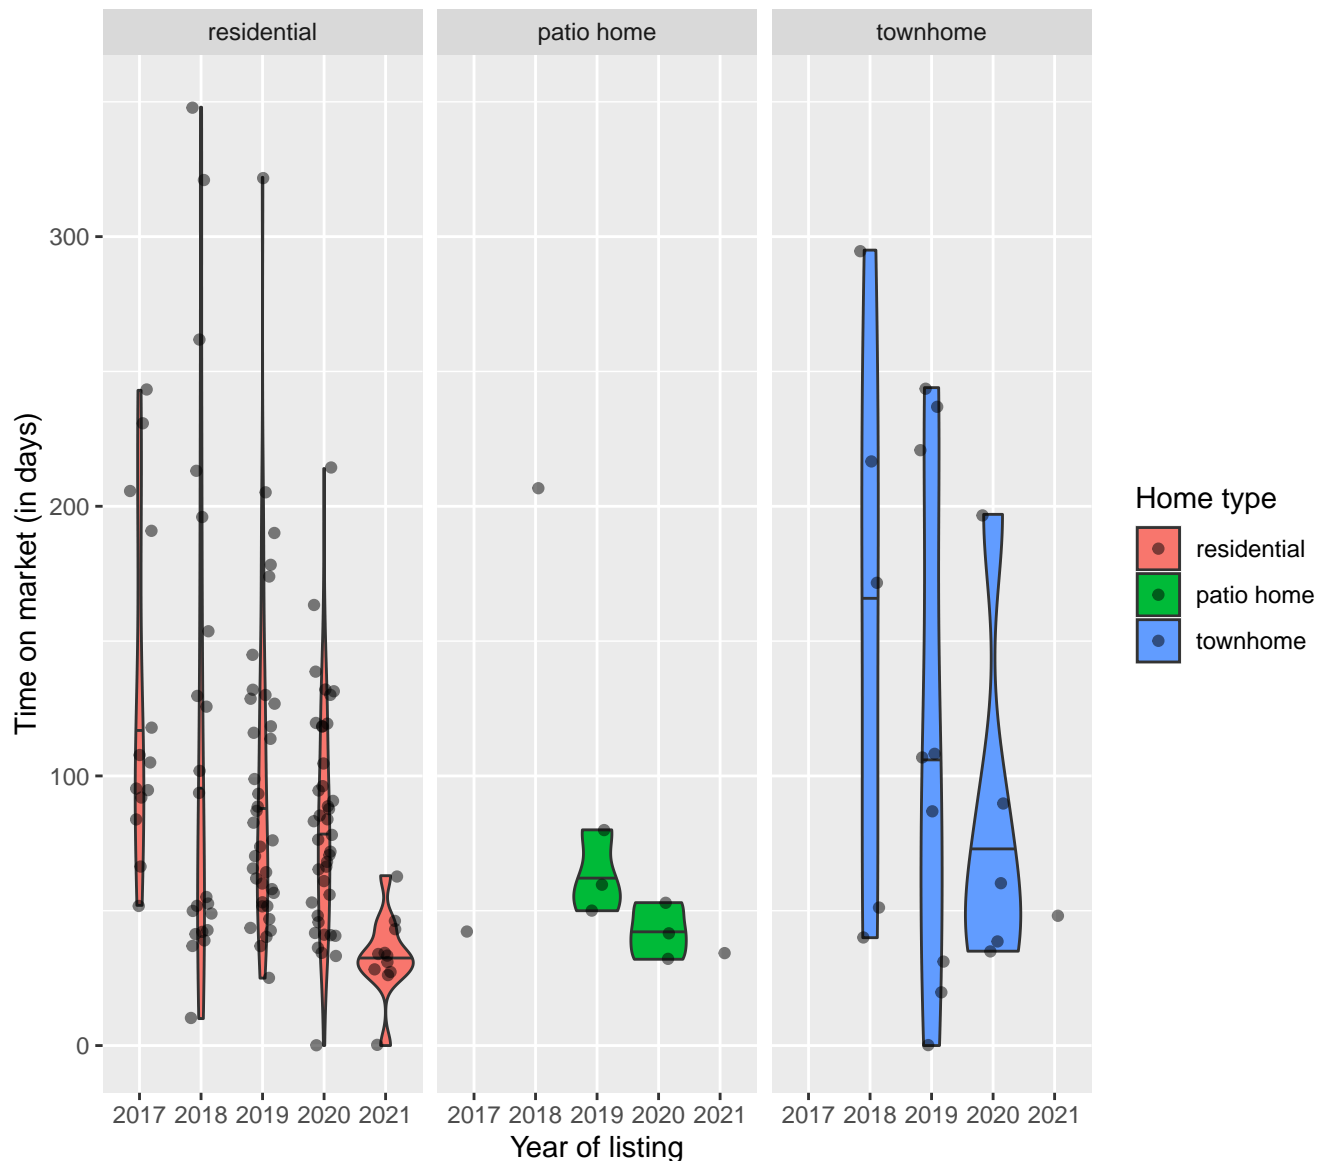 residential patio home townhome
300
200
100
0
Time on market (in days)
2017 2018 2019 2020 2021 2017 2018 2019 2020 2021 2017 2018 2019 2020 2021
Year of listing
Home type
residential
patio home
townhome